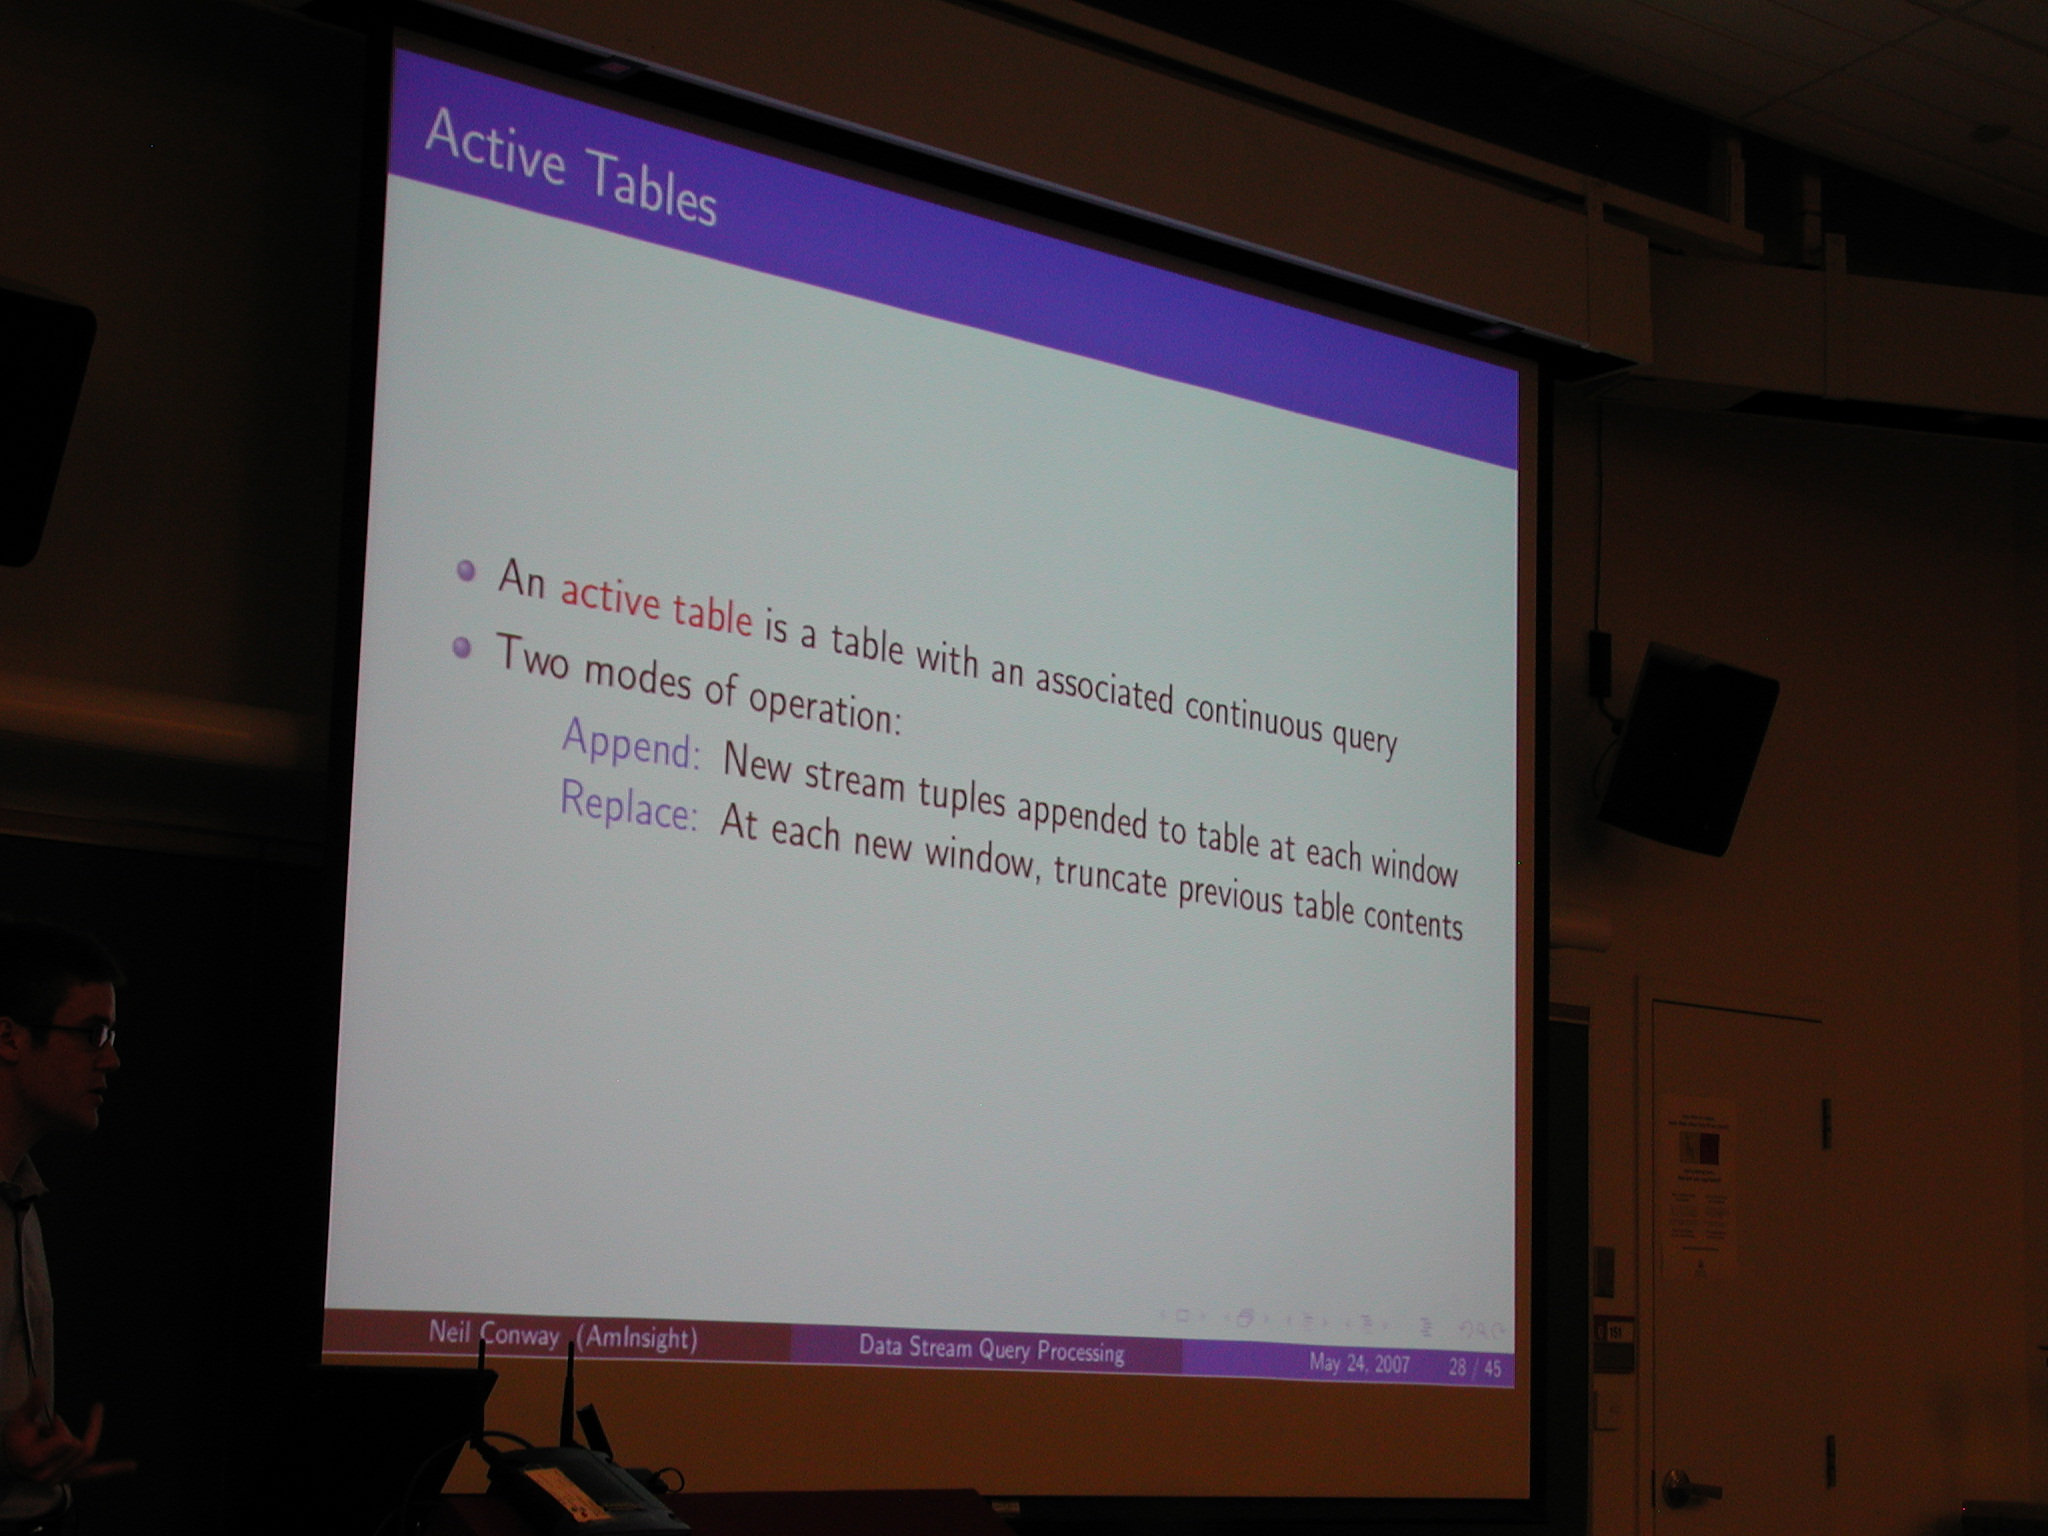 Active Tables
An active table is a table with an associated continuous query
Two modes of operation:
Append: New stream tuples appended to table at each window
Replace: At each new window, truncate previous table contents
Neil Conway (AmInsight) Data Stream Query Processing May 24, 2007 28 / 45
151